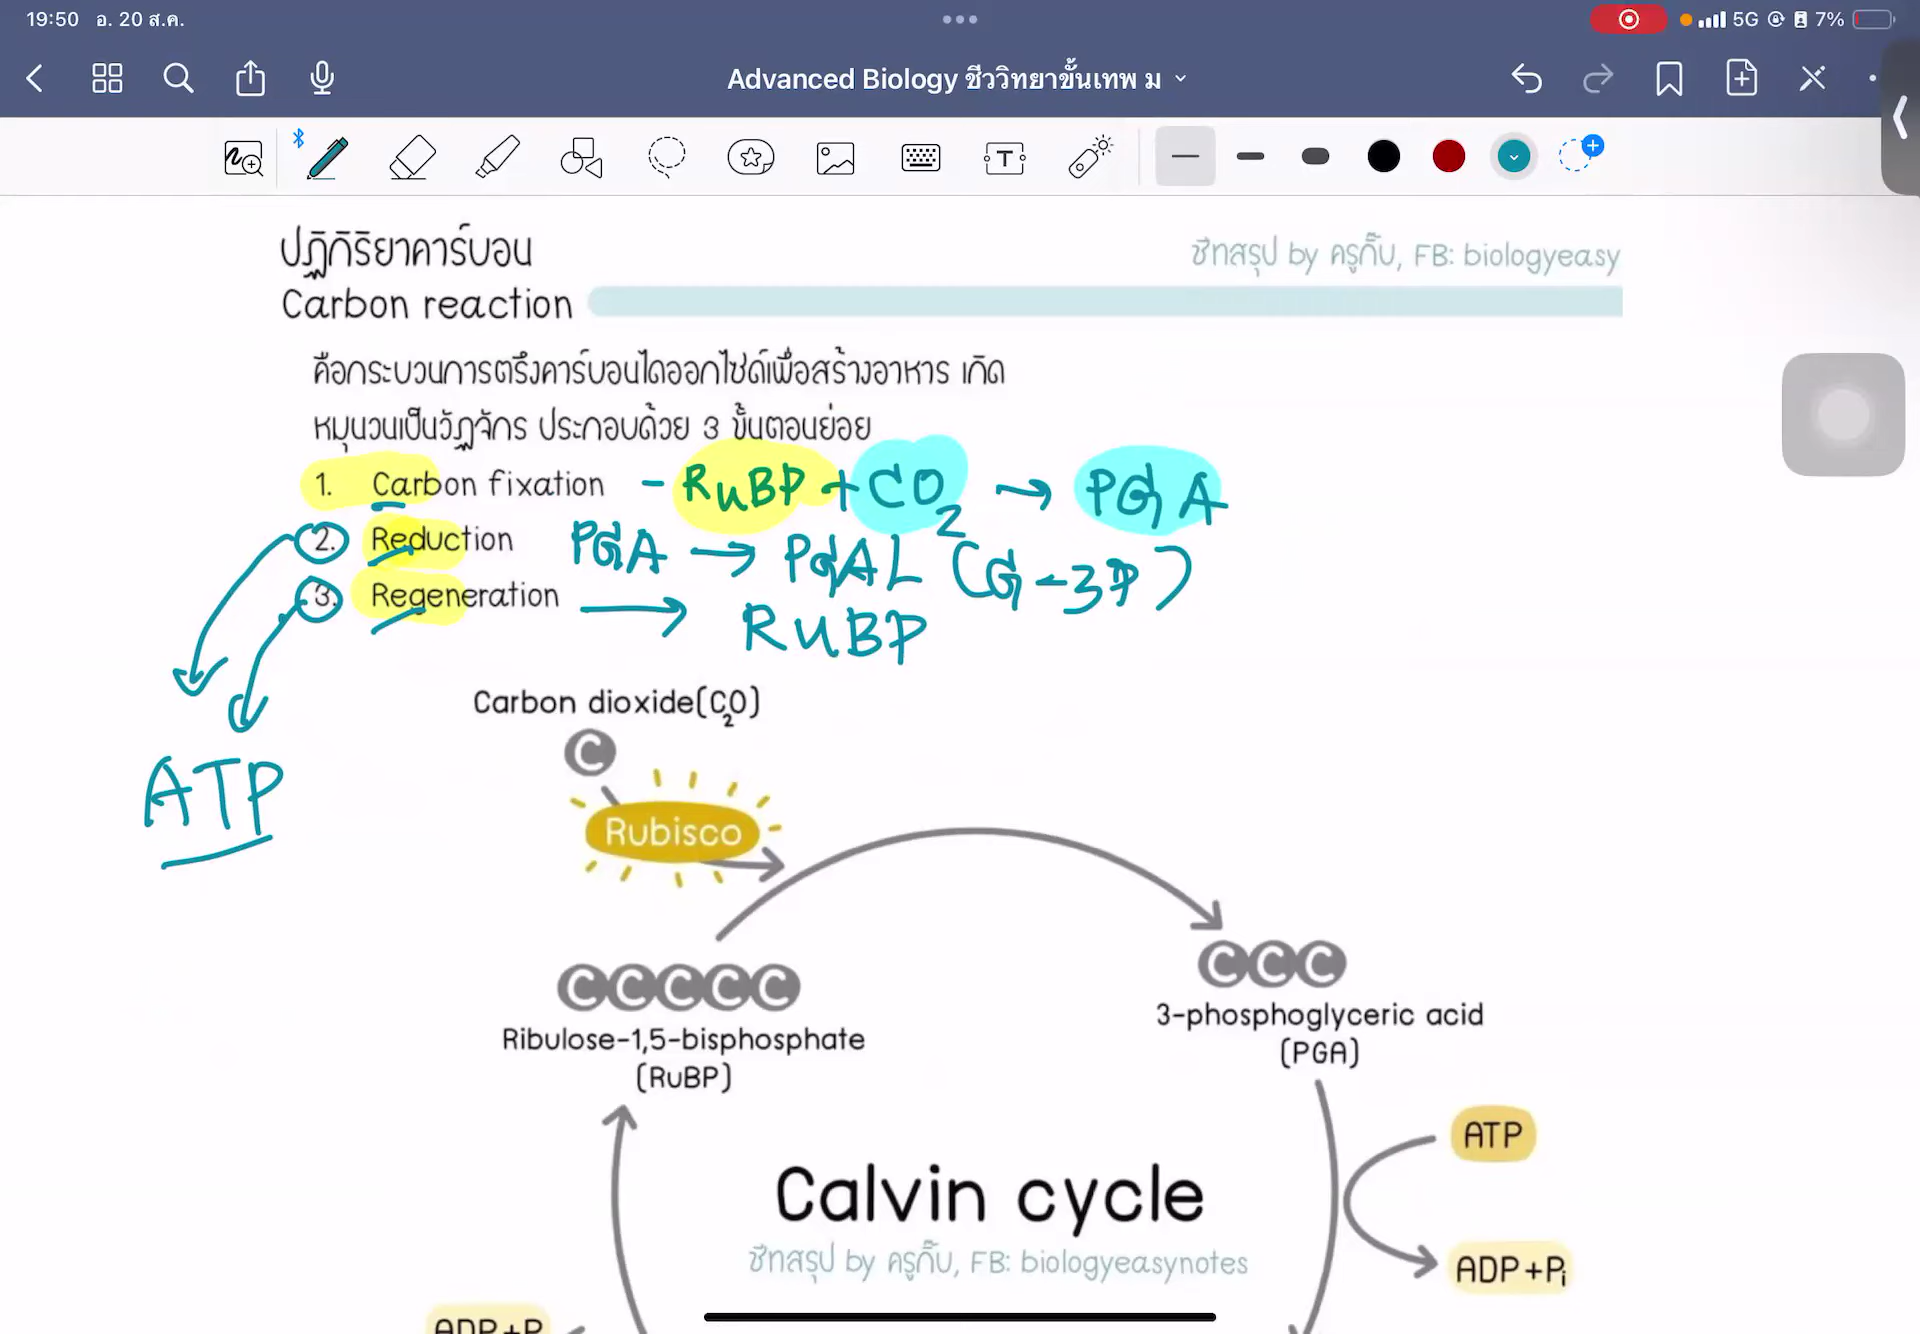 19:50 อ. 20 ส.ค.
5G 7%
Advanced Biology ชีววิทยาขั้นเทพ ม
T
ปฏิกิริยาคาร์บอน
ชีทสรุป by ครูกิ๊บ, FB: biologyeasy
Carbon reaction
คือกระบวนการตรึงคาร์บอนไดออกไซด์เพื่อสร้างอาหาร เกิด
หมุนวนเป็นวัฏจักร ประกอบด้วย 3 ขั้นตอนย่อย
1. Carbon fixation - RuBP + CO2 → PGA
2. Reduction PGA → PGAL (G-3P)
3. Regeneration → RuBP
ATP
Carbon dioxide(C2O)
C
Rubisco
CCCCC
Ribulose-1,5-bisphosphate
(RuBP)
CCC
3-phosphoglyceric acid
(PGA)
ATP
Calvin cycle
ชีทสรุป by ครูกิ๊บ, FB: biologyeasynotes
ADP+Pi
ADP+P